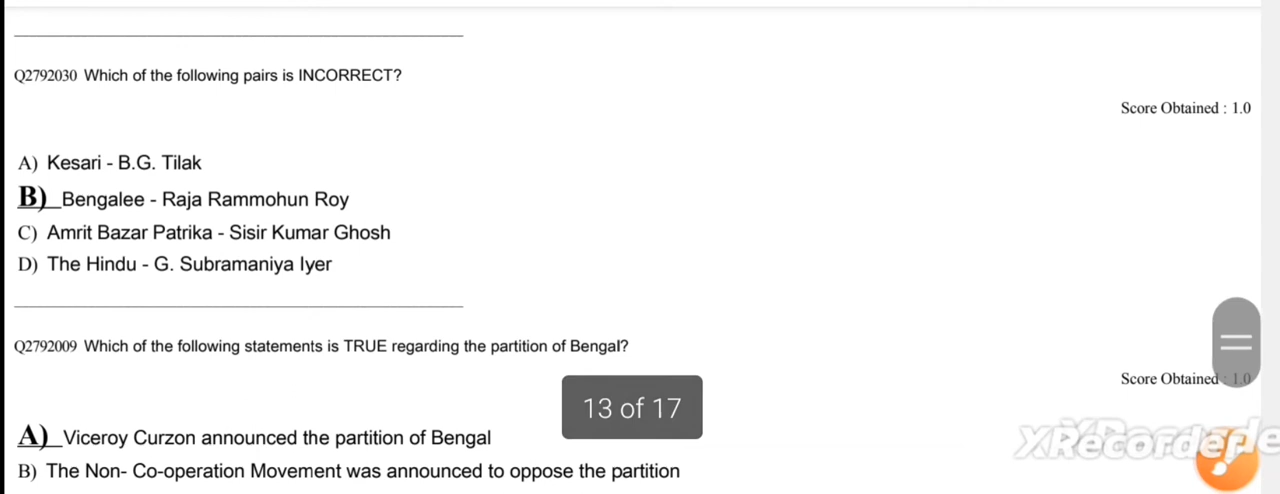 Q2792030 Which of the following pairs is INCORRECT?
Score Obtained : 1.0
A) Kesari - B.G. Tilak
B) Bengalee - Raja Rammohun Roy
C) Amrit Bazar Patrika - Sisir Kumar Ghosh
D) The Hindu - G. Subramaniya Iyer
Q2792009 Which of the following statements is TRUE regarding the partition of Bengal?
Score Obtained : 1.0
13 of 17
A) Viceroy Curzon announced the partition of Bengal
XRecorder
B) The Non- Co-operation Movement was announced to oppose the partition